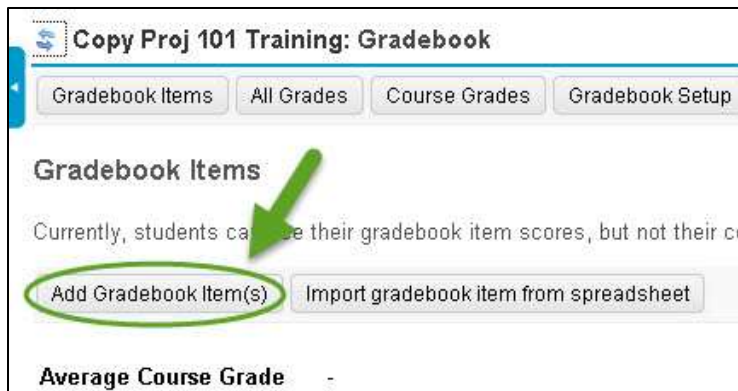 Copy Proj 101 Training: Gradebook
Gradebook Items All Grades Course Grades Gradebook Setup
Gradebook Items
Currently, students their gradebook item scores, but not their
Add Gradebook Item(s) Import gradebook item from spreadsheet
Average Course Grade -